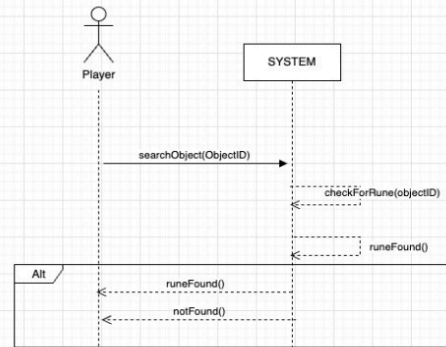 Player
SYSTEM
searchObject(ObjectID)
checkForRune(objectID)
runeFound()
Alt
runeFound()
notFound()